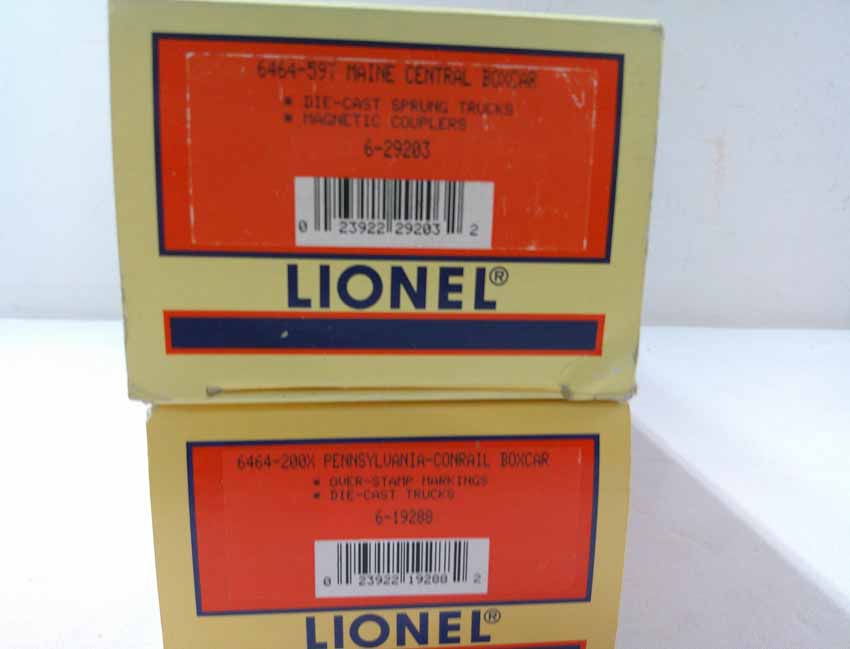 6464-597 MAINE CENTRAL BOXCAR
▪ DIE-CAST SPRUNG TRUCKS
▪ MAGNETIC COUPLERS
6-29203
0 23922 29203 2
LIONEL®
6464-200X PENNSYLVANIA-CONRAIL BOXCAR
▪ OVER-STAMP MARKINGS
▪ DIE-CAST TRUCKS
6-19288
0 23922 19288 2
LIONEL®